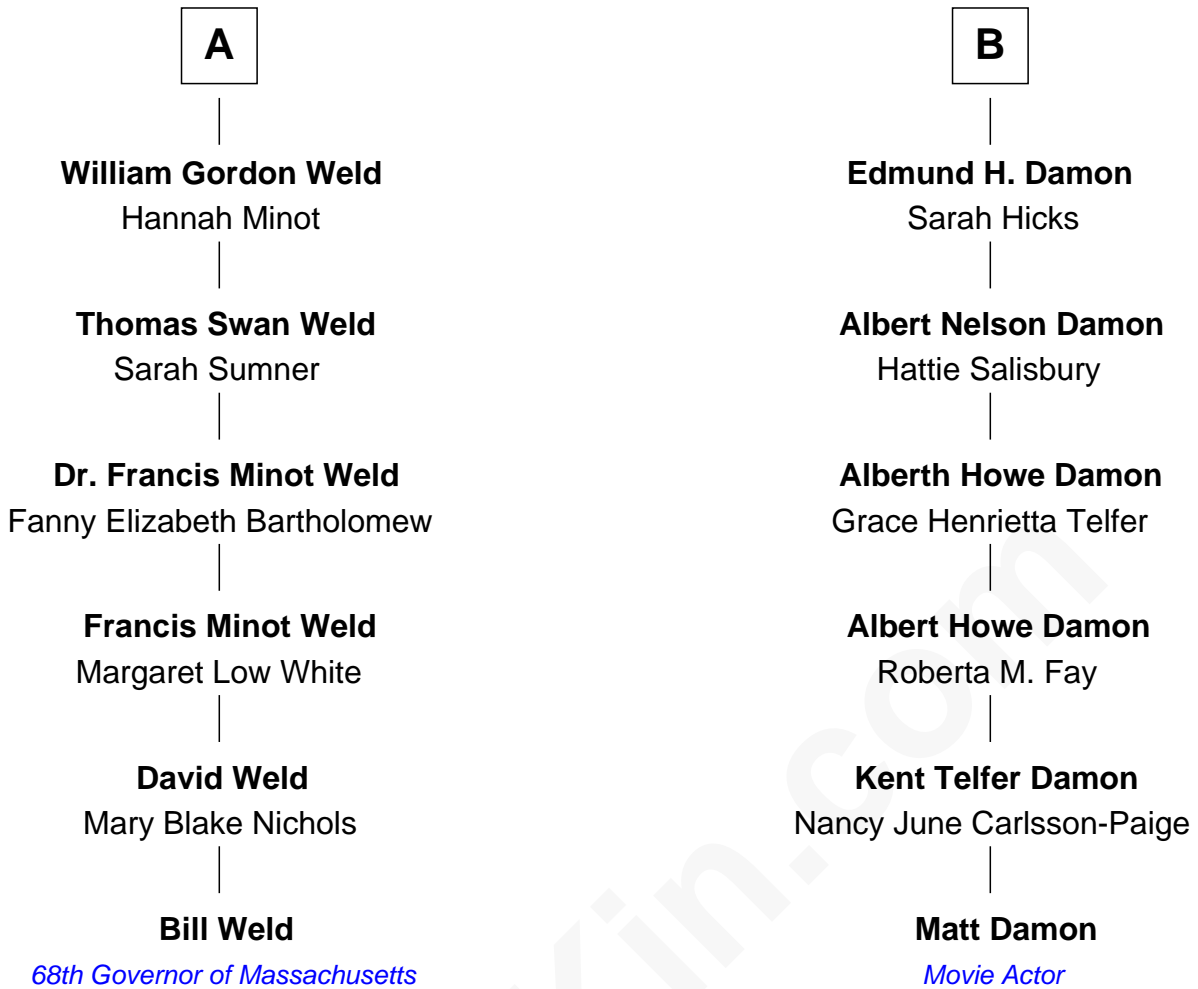 A
William Gordon Weld
Hannah Minot
Thomas Swan Weld
Sarah Sumner
Dr. Francis Minot Weld
Fanny Elizabeth Bartholomew
Francis Minot Weld
Margaret Low White
David Weld
Mary Blake Nichols
Bill Weld
68th Governor of Massachusetts
B
Edmund H. Damon
Sarah Hicks
Albert Nelson Damon
Hattie Salisbury
Alberth Howe Damon
Grace Henrietta Telfer
Albert Howe Damon
Roberta M. Fay
Kent Telfer Damon
Nancy June Carlsson-Paige
Matt Damon
Movie Actor
Kin.com